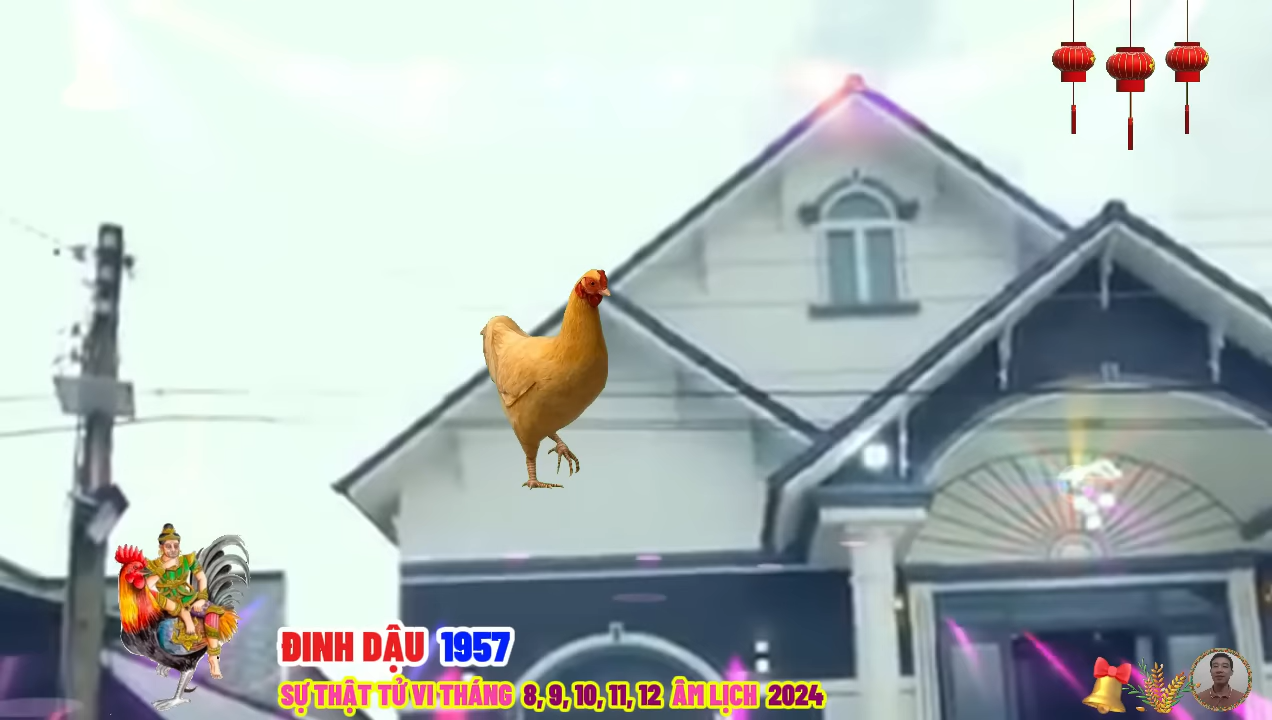 ĐINH DẬU 1957
SỰ THẬT TỬ VI THÁNG 8, 9, 10, 11, 12 ÂM LỊCH 2024